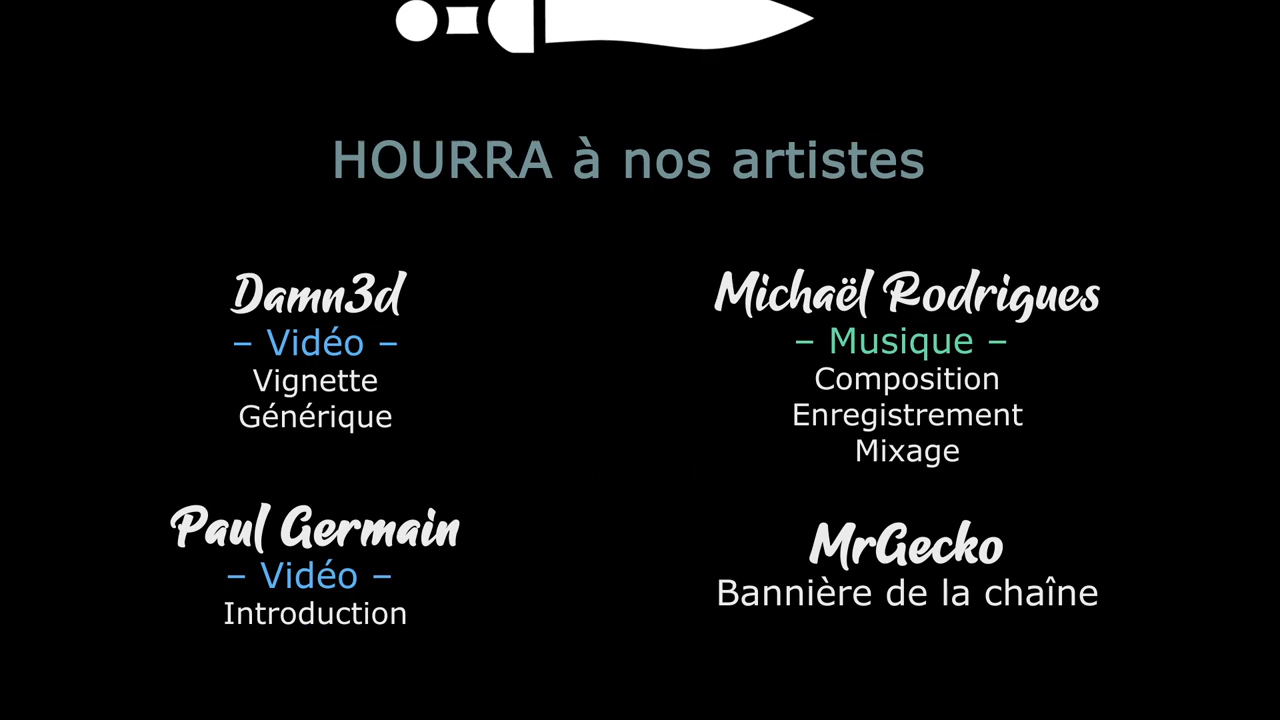 HOURRA à nos artistes
Damn3d
– Vidéo –
Vignette
Générique
Michaël Rodrigues
– Musique –
Composition
Enregistrement
Mixage
Paul Germain
– Vidéo –
Introduction
MrGecko
Bannière de la chaîne